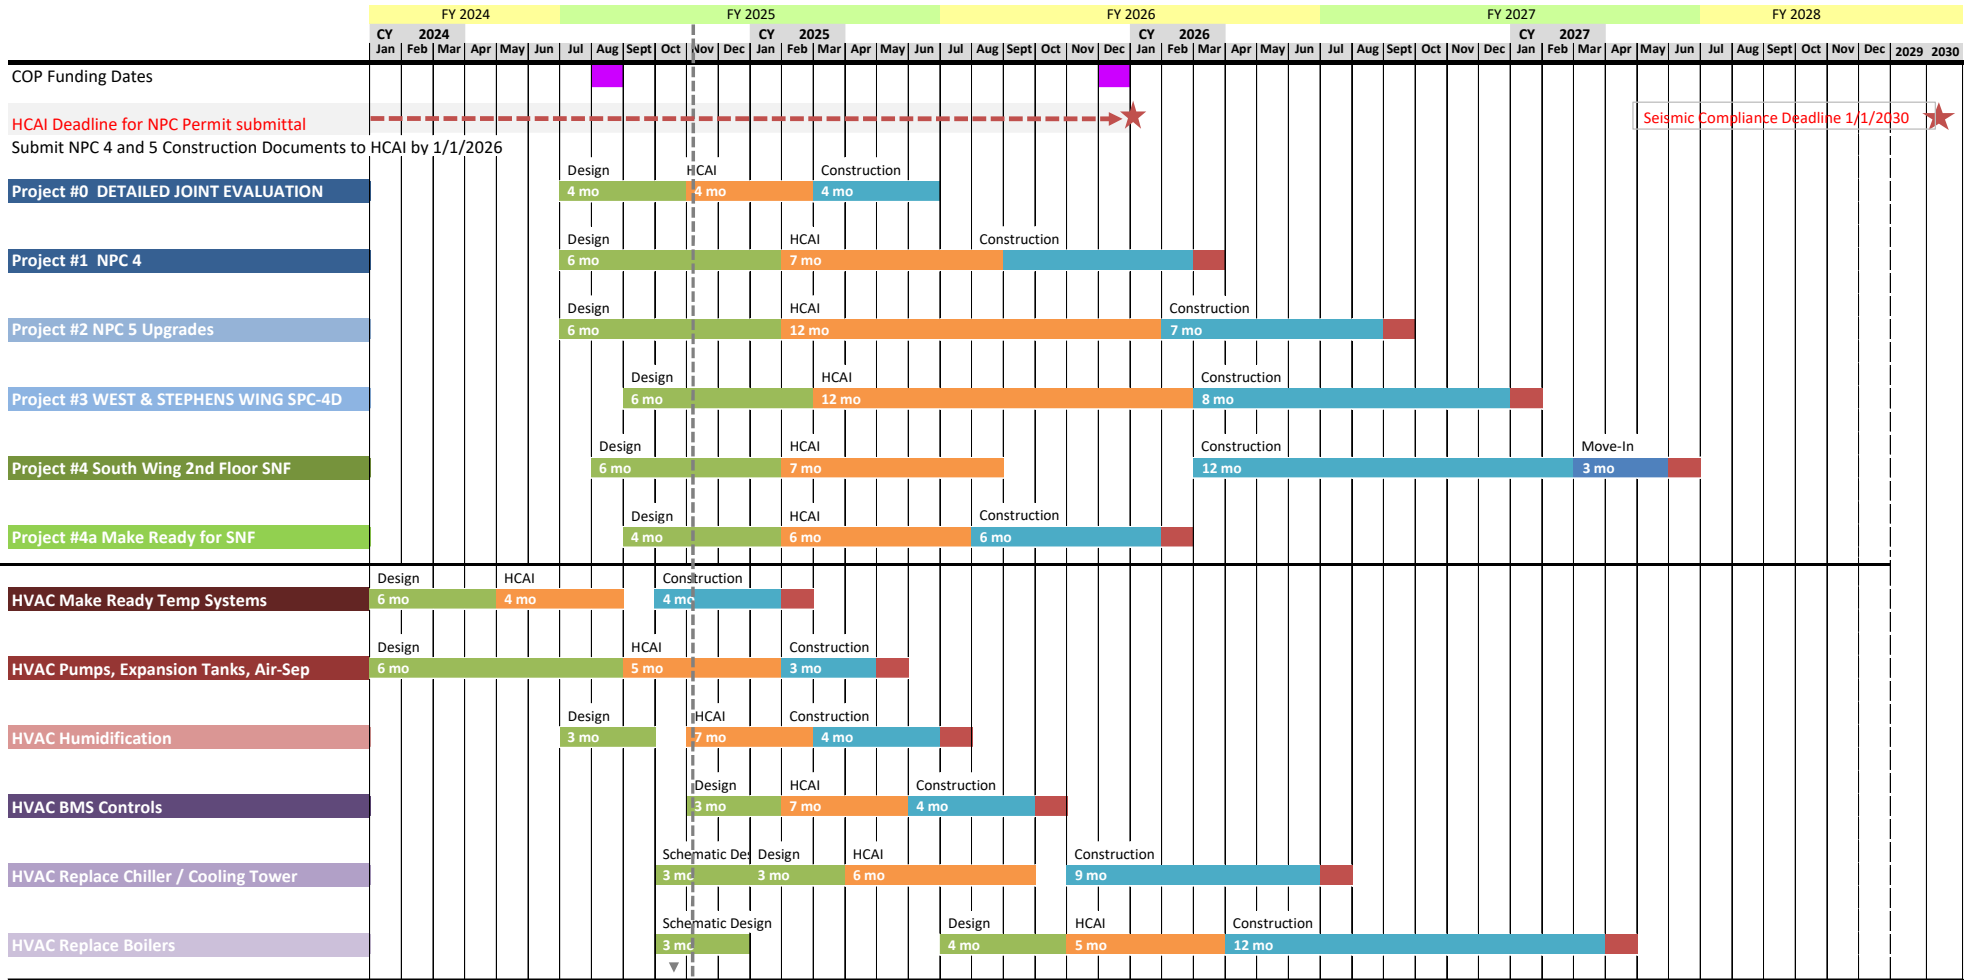 FY 2024 FY 2025 FY 2026 FY 2027 FY 2028
CY 2024 CY 2025 CY 2026 CY 2027
Jan Feb Mar Apr May Jun Jul Aug Sept Oct Nov Dec Jan Feb Mar Apr May Jun Jul Aug Sept Oct Nov Dec Jan Feb Mar Apr May Jun Jul Aug Sept Oct Nov Dec Jan Feb Mar Apr May Jun Jul Aug Sept Oct Nov Dec 2029 2030
COP Funding Dates
HCAI Deadline for NPC Permit submittal
Seismic Compliance Deadline 1/1/2030
Submit NPC 4 and 5 Construction Documents to HCAI by 1/1/2026
Design HCAI Construction
Project #0 DETAILED JOINT EVALUATION 4 mo 4 mo 4 mo
Design HCAI Construction
Project #1 NPC 4 6 mo 7 mo
Design HCAI Construction
Project #2 NPC 5 Upgrades 6 mo 12 mo 7 mo
Design HCAI Construction
Project #3 WEST & STEPHENS WING SPC-4D 6 mo 12 mo 8 mo
Design HCAI Construction Move-In
Project #4 South Wing 2nd Floor SNF 6 mo 7 mo 12 mo 3 mo
Design HCAI Construction
Project #4a Make Ready for SNF 4 mo 6 mo 6 mo
Design HCAI Construction
HVAC Make Ready Temp Systems 6 mo 4 mo 4 mo
Design HCAI Construction
HVAC Pumps, Expansion Tanks, Air-Sep 6 mo 5 mo 3 mo
Design HCAI Construction
HVAC Humidification 3 mo 7 mo 4 mo
Design HCAI Construction
HVAC BMS Controls 3 mo 7 mo 4 mo
Schematic Des Design HCAI Construction
HVAC Replace Chiller / Cooling Tower 3 mo 3 mo 6 mo 9 mo
Schematic Design Design HCAI Construction
HVAC Replace Boilers 3 mo 4 mo 5 mo 12 mo